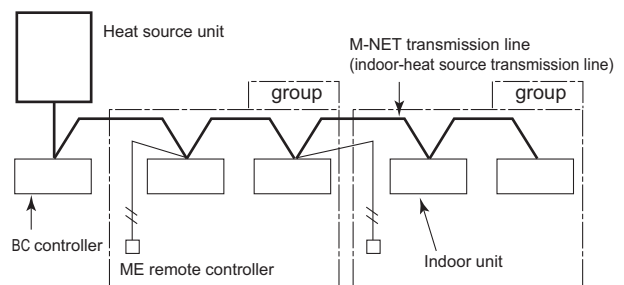 Heat source unit
M-NET transmission line
(indoor-heat source transmission line)
group
group
BC controller
ME remote controller
Indoor unit